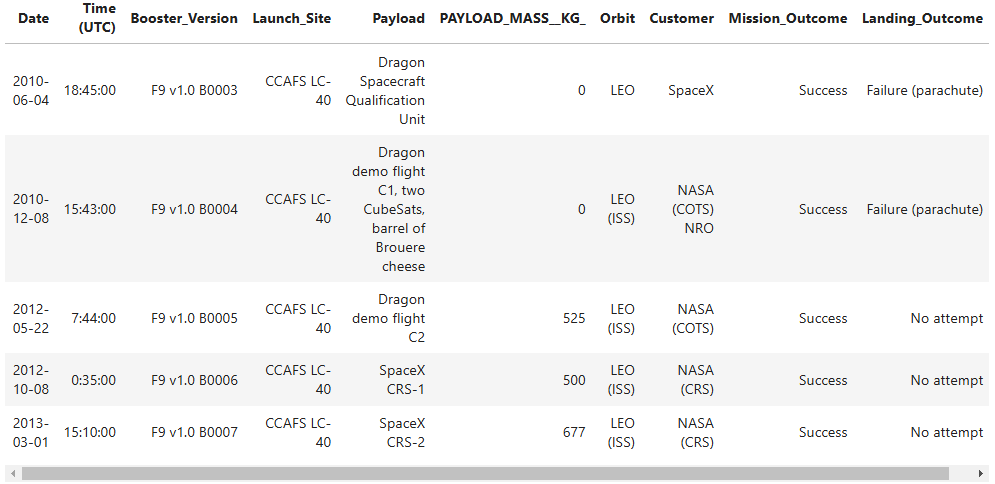 Date Time (UTC) Booster_Version Launch_Site Payload PAYLOAD_MASS__KG_ Orbit Customer Mission_Outcome Landing_Outcome
2010-06-04 18:45:00 F9 v1.0 B0003 CCAFS LC-40 Dragon Spacecraft Qualification Unit 0 LEO SpaceX Success Failure (parachute)
2010-12-08 15:43:00 F9 v1.0 B0004 CCAFS LC-40 Dragon demo flight C1, two CubeSats, barrel of Brouere cheese 0 LEO (ISS) NASA (COTS) NRO Success Failure (parachute)
2012-05-22 7:44:00 F9 v1.0 B0005 CCAFS LC-40 Dragon demo flight C2 525 LEO (ISS) NASA (COTS) Success No attempt
2012-10-08 0:35:00 F9 v1.0 B0006 CCAFS LC-40 SpaceX CRS-1 500 LEO (ISS) NASA (CRS) Success No attempt
2013-03-01 15:10:00 F9 v1.0 B0007 CCAFS LC-40 SpaceX CRS-2 677 LEO (ISS) NASA (CRS) Success No attempt